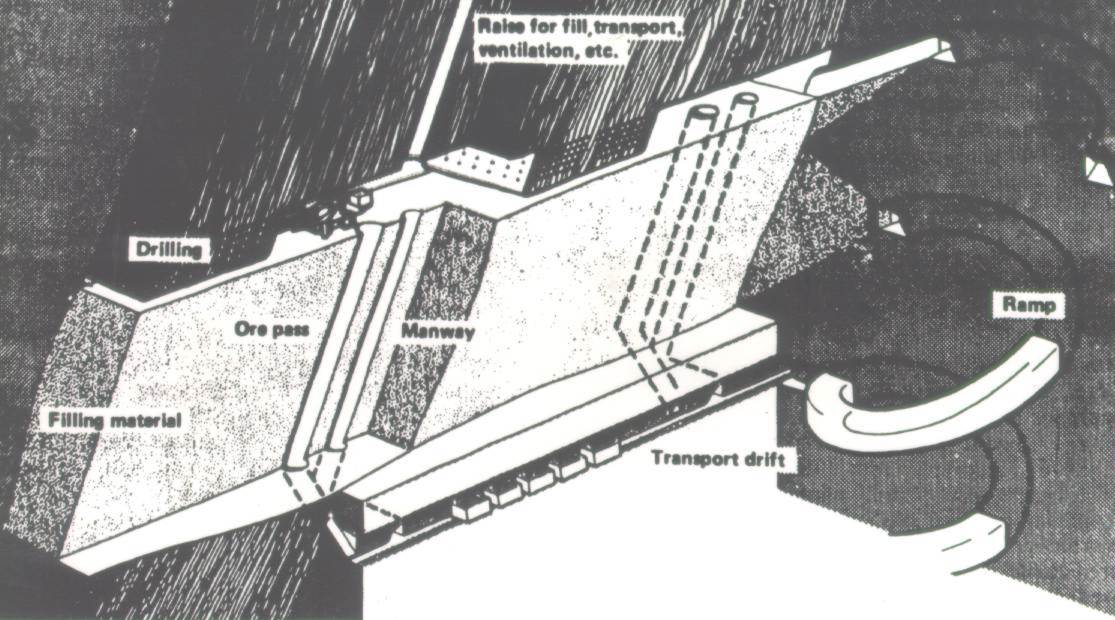 Raise for fill, transport,
ventilation, etc.
Drilling
Ore pass
Manway
Ramp
Filling material
Transport drift